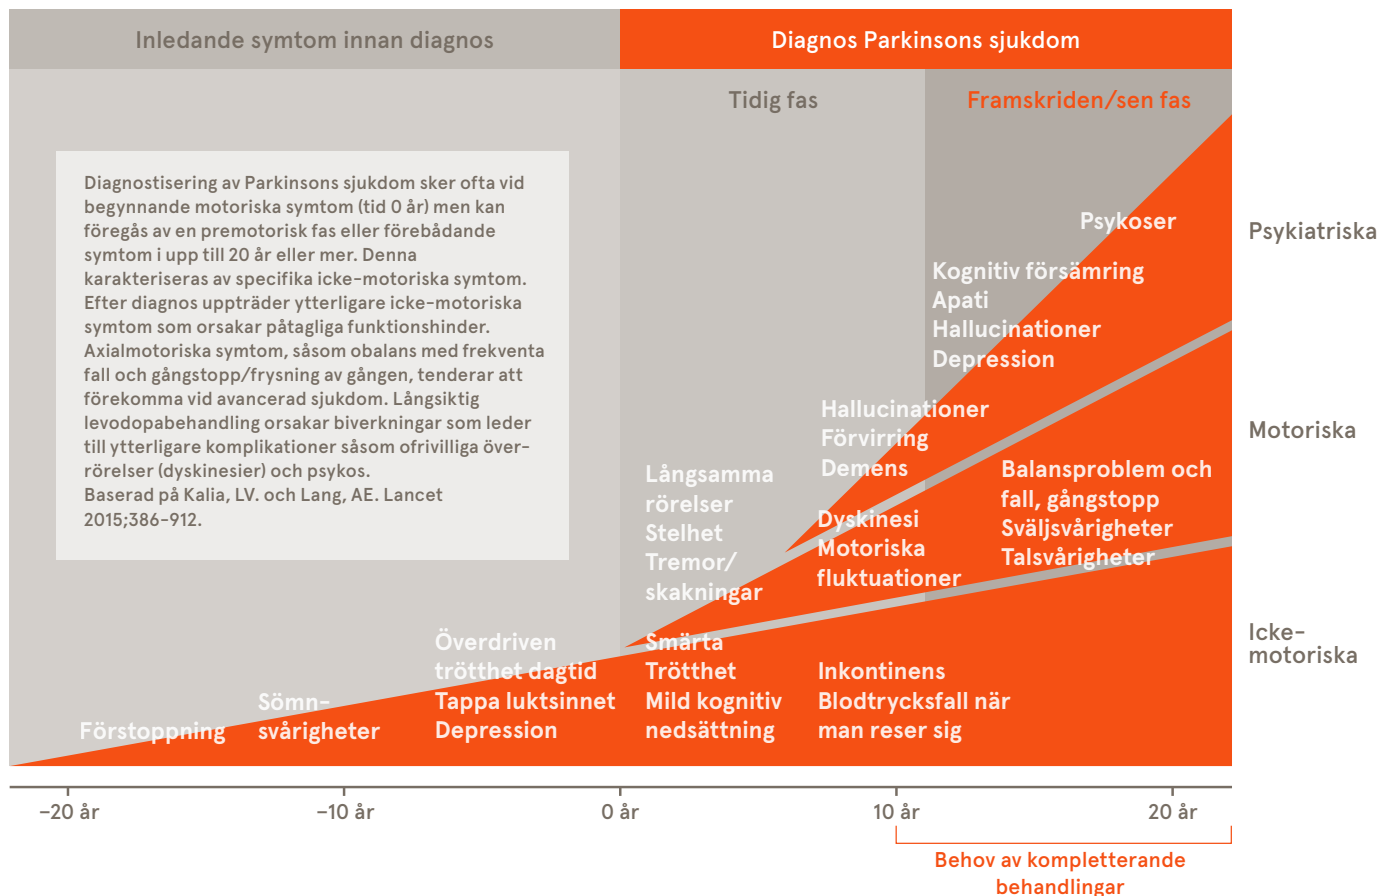 Inledande symtom innan diagnos
Diagnos Parkinsons sjukdom
Tidig fas
Framskriden/sen fas
Diagnostisering av Parkinsons sjukdom sker ofta vid
begynnande motoriska symtom (tid 0 år) men kan
föregås av en premotorisk fas eller förebådande
symtom i upp till 20 år eller mer. Denna
karakteriseras av specifika icke-motoriska symtom.
Efter diagnos uppträder ytterligare icke-motoriska
symtom som orsakar påtagliga funktionshinder.
Axialmotoriska symtom, såsom obalans med frekventa
fall och gångstopp/frysning av gången, tenderar att
förekomma vid avancerad sjukdom. Långsiktig
levodopabehandling orsakar biverkningar som leder
till ytterligare komplikationer såsom ofrivilliga över-
rörelser (dyskinesier) och psykos.
Baserad på Kalia, LV. och Lang, AE. Lancet
2015;386-912.
Psykoser
Kognitiv försämring
Apati
Hallucinationer
Depression
Psykiatriska
Hallucinationer
Förvirring
Demens
Långsamma
rörelser
Stelhet
Tremor/
skakningar
Dyskinesi
Motoriska
fluktuationer
Balansproblem och
fall, gångstopp
Sväljsvårigheter
Talsvårigheter
Motoriska
Förstoppning
Sömn-
svårigheter
Överdriven
trötthet dagtid
Tappa luktsinnet
Depression
Smärta
Trötthet
Mild kognitiv
nedsättning
Inkontinens
Blodtrycksfall när
man reser sig
Icke-
motoriska
–20 år
–10 år
0 år
10 år
20 år
Behov av kompletterande
behandlingar